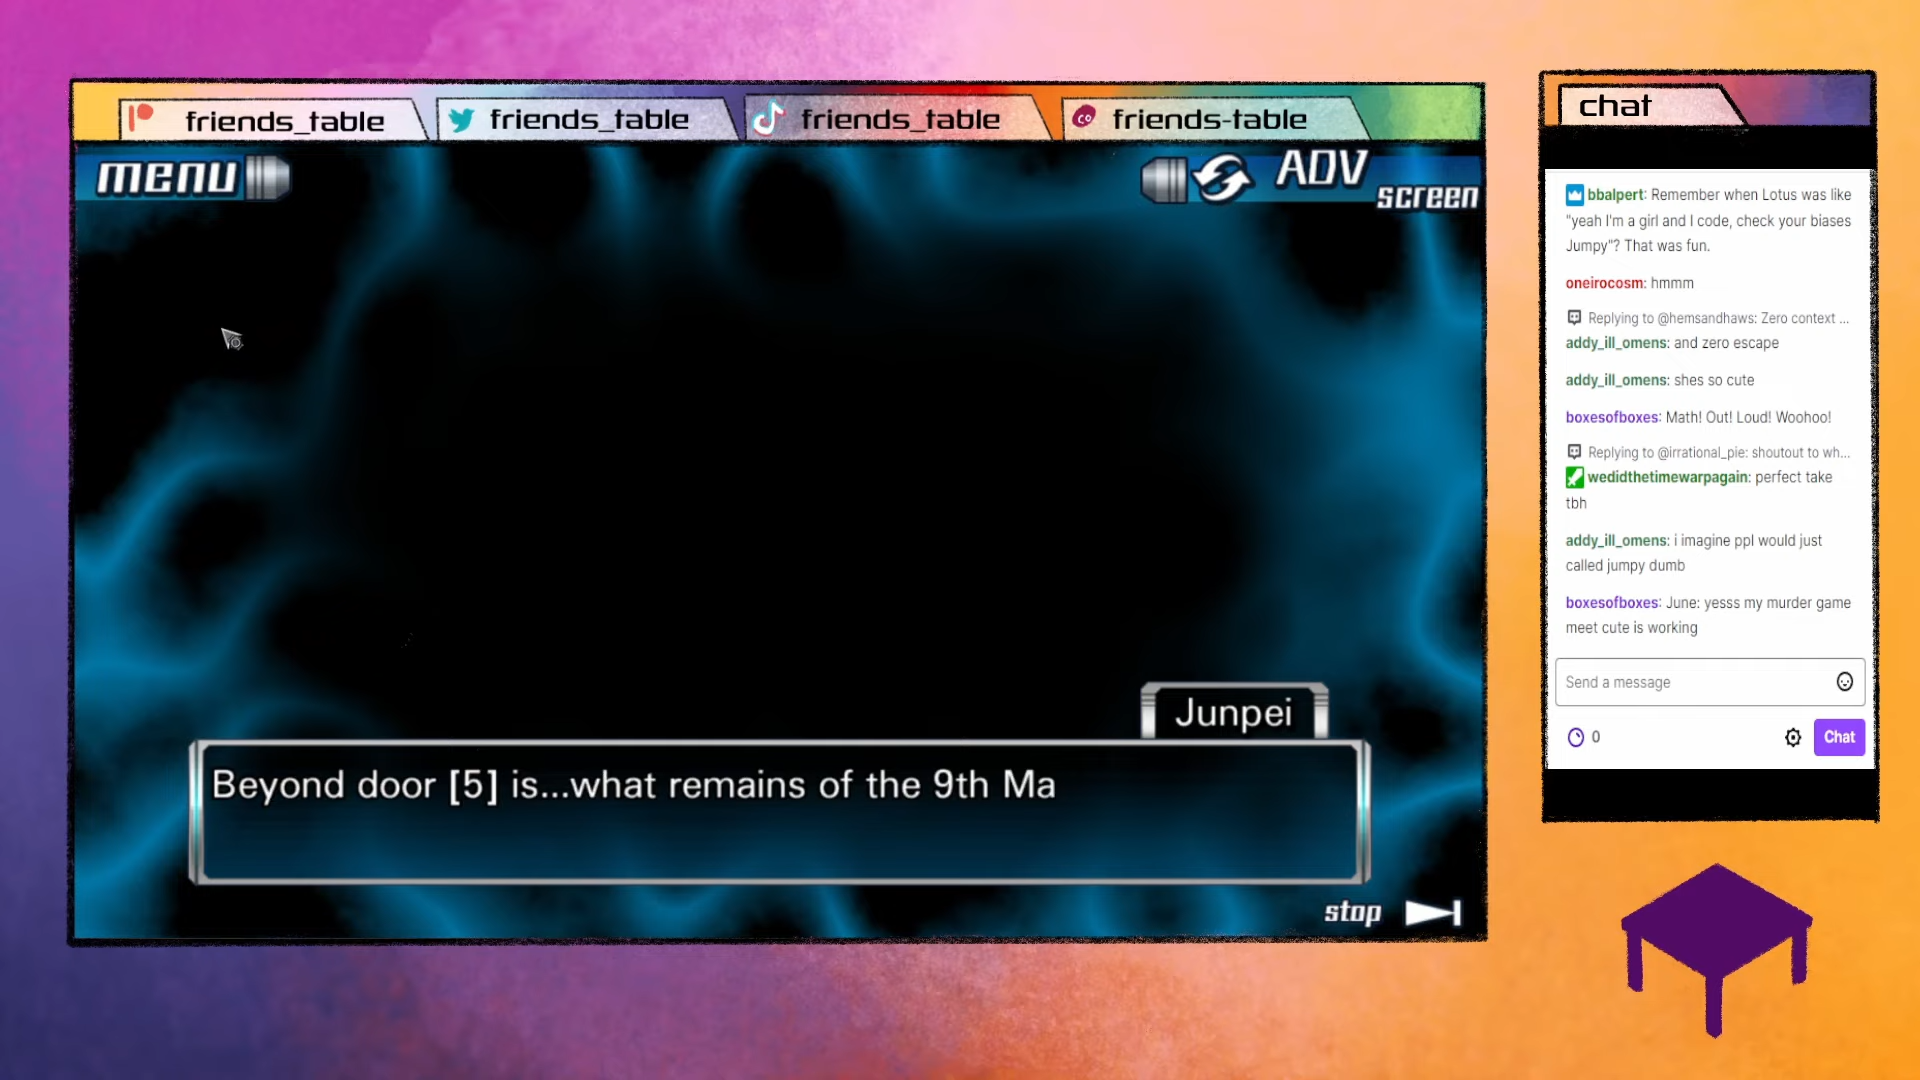 friends_table
friends_table
friends_table
friends-table
menu
ADV
screen
Junpei
Beyond door [5] is...what remains of the 9th Ma
stop
chat
bbalpert: Remember when Lotus was like
"yeah I'm a girl and I code, check your biases
Jumpy"? That was fun.
oneirocosm: hmmm
Replying to @hemsandhaws: Zero context ...
addy_ill_omens: and zero escape
addy_ill_omens: shes so cute
boxesofboxes: Math! Out! Loud! Woohoo!
Replying to @irrational_pie: shoutout to wh...
wedidthetimewarpagain: perfect take
tbh
addy_ill_omens: i imagine ppl would just
called jumpy dumb
boxesofboxes: June: yesss my murder game
meet cute is working
Send a message
0
Chat